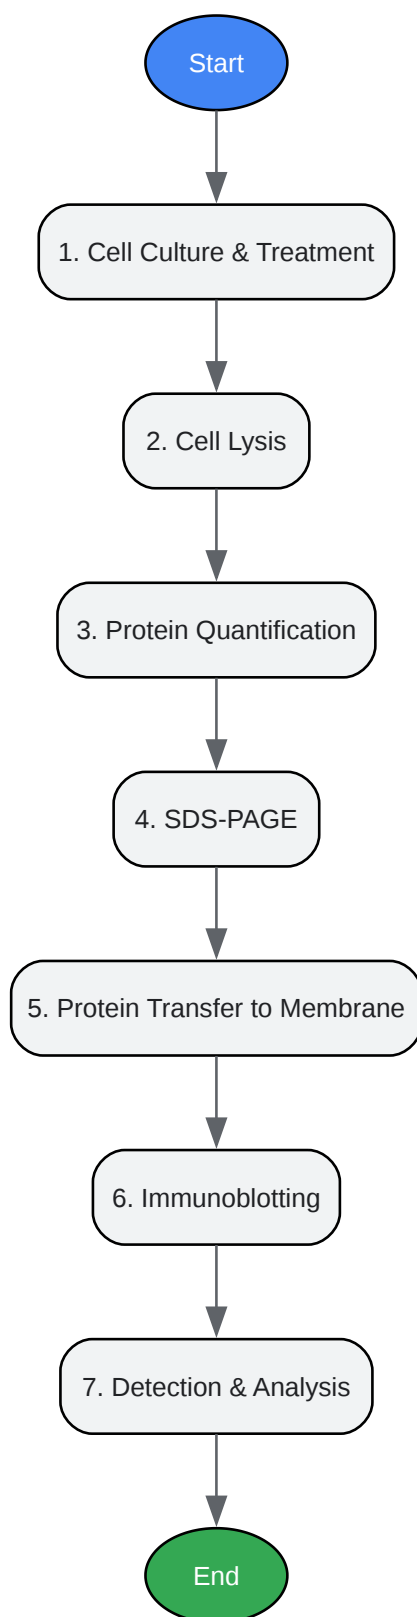 Start
1. Cell Culture & Treatment
2. Cell Lysis
3. Protein Quantification
4. SDS-PAGE
5. Protein Transfer to Membrane
6. Immunoblotting
7. Detection & Analysis
End